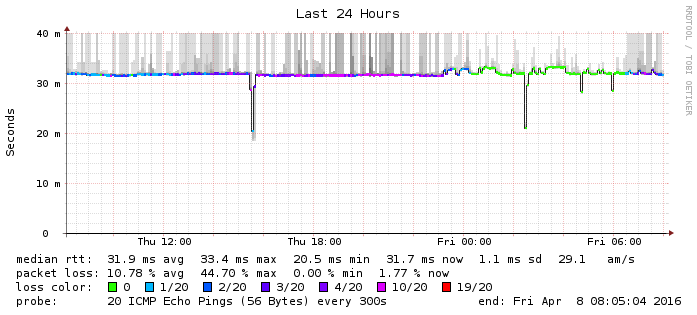 Last 24 Hours
RRDTOOL / TOBI OETIKER
Seconds
40 m
30 m
20 m
10 m
0
Thu 12:00 Thu 18:00 Fri 00:00 Fri 06:00
median rtt: 31.9 ms avg 33.4 ms max 20.5 ms min 31.7 ms now 1.1 ms sd 29.1 am/s
packet loss: 10.78 % avg 44.70 % max 0.00 % min 1.77 % now
loss color: 0 1/20 2/20 3/20 4/20 10/20 19/20
probe: 20 ICMP Echo Pings (56 Bytes) every 300s end: Fri Apr 8 08:05:04 2016